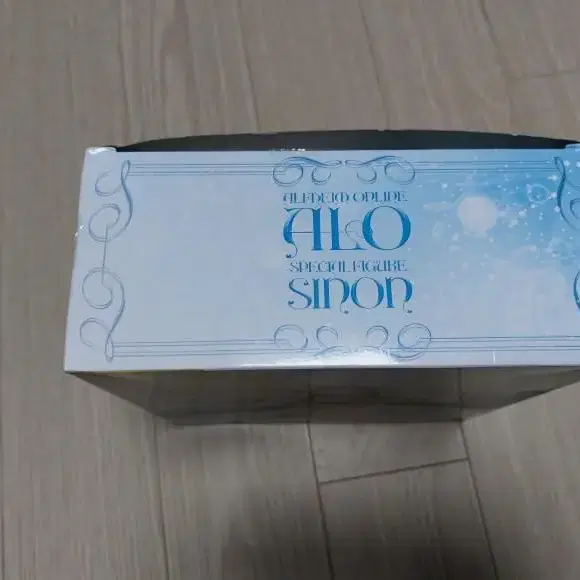 ALFHEIM ONLINE
ALO
SPECIAL FIGURE
SINON